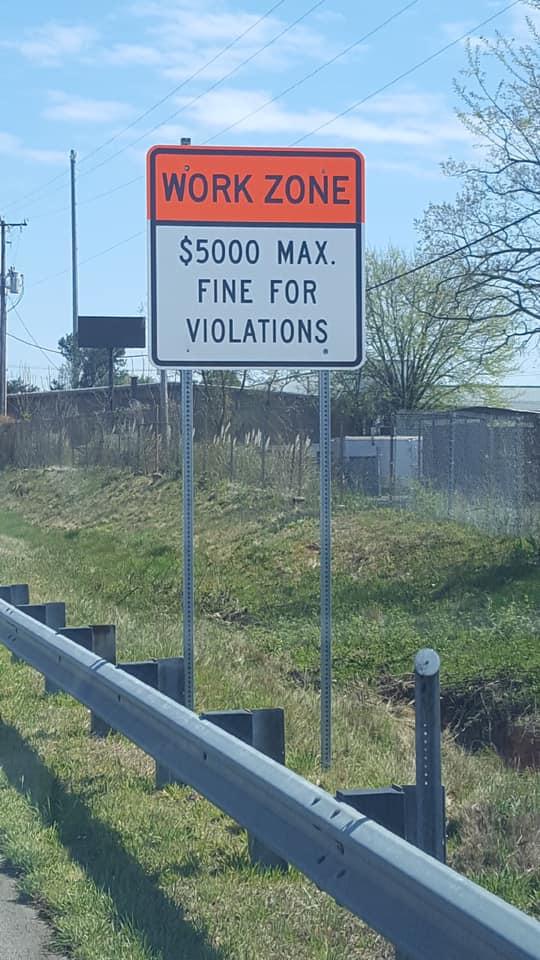 WORK ZONE
$5000 MAX.
FINE FOR
VIOLATIONS